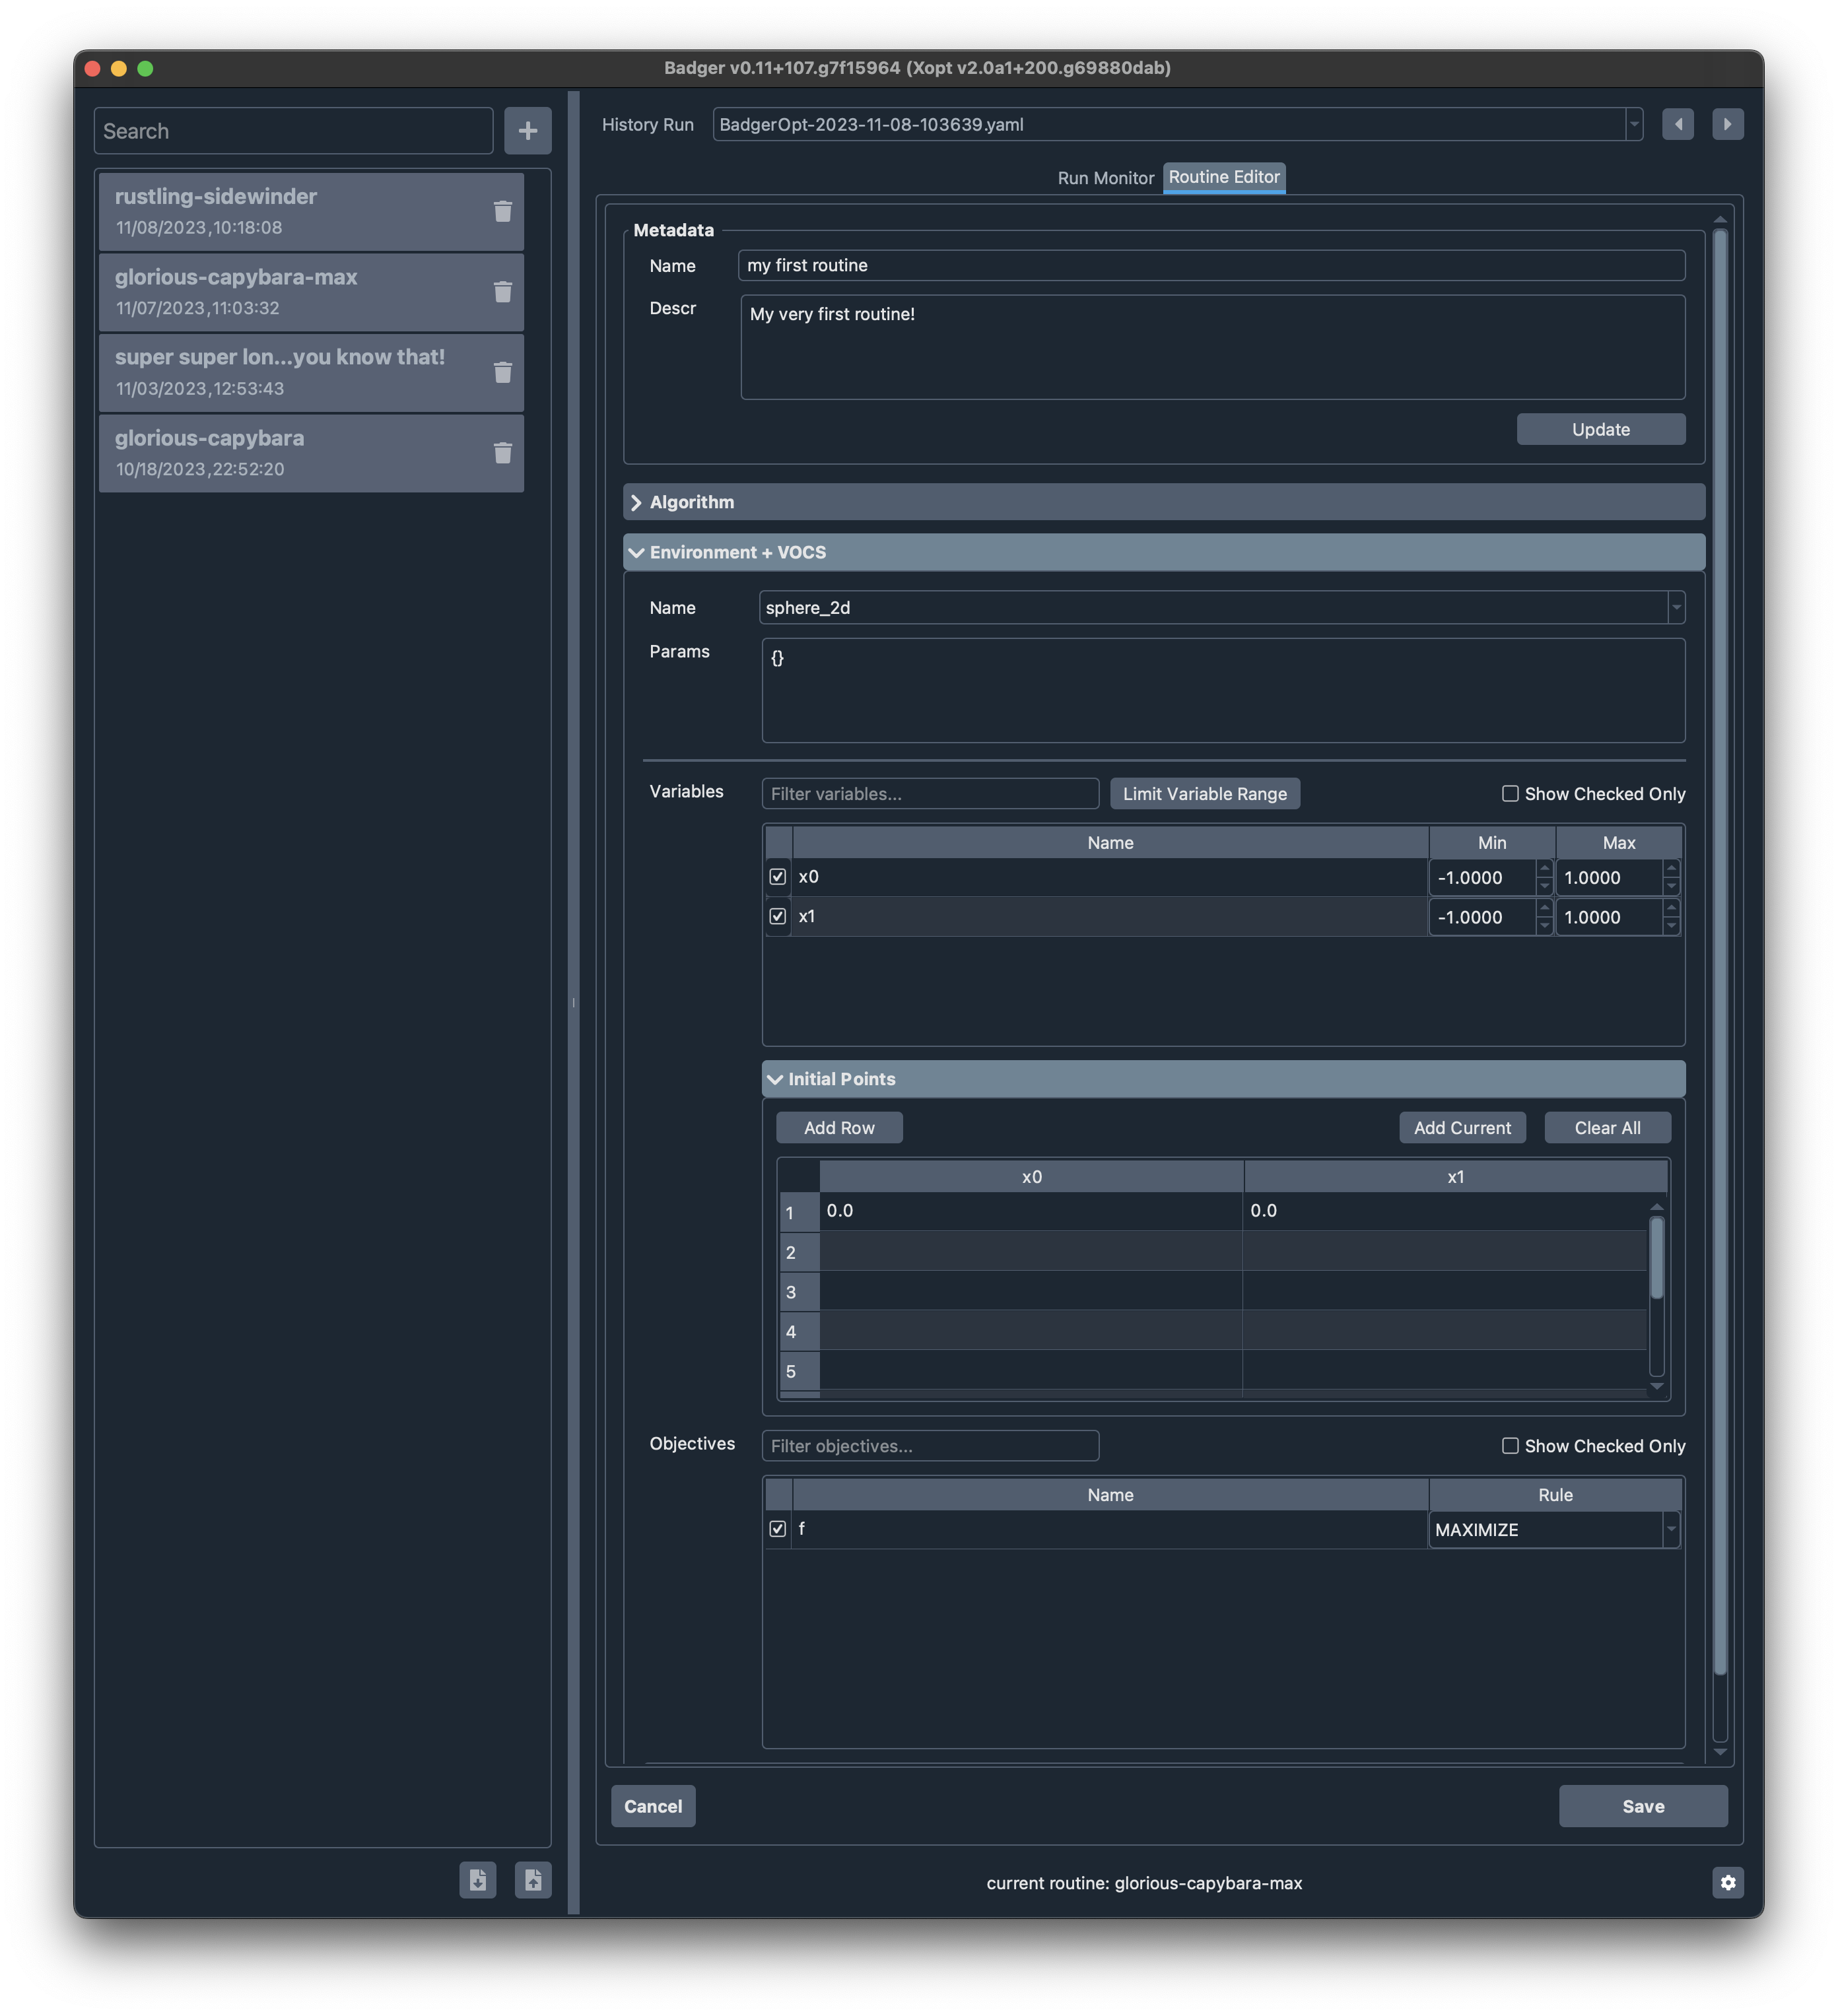 Badger v0.11+107.g7f15964 (Xopt v2.0a1+200.g69880dab)
Search
rustling-sidewinder
11/08/2023,10:18:08
glorious-capybara-max
11/07/2023,11:03:32
super super lon...you know that!
11/03/2023,12:53:43
glorious-capybara
10/18/2023,22:52:20
History Run BadgerOpt-2023-11-08-103639.yaml
Run Monitor Routine Editor
Metadata
Name my first routine
Descr My very first routine!
Update
Algorithm
Environment + VOCS
Name sphere_2d
Params {}
Variables Filter variables... Limit Variable Range Show Checked Only
Name Min Max
x0 -1.0000 1.0000
x1 -1.0000 1.0000
Initial Points
Add Row Add Current Clear All
x0 x1
1 0.0 0.0
2
3
4
5
Objectives Filter objectives... Show Checked Only
Name Rule
f MAXIMIZE
Cancel Save
current routine: glorious-capybara-max